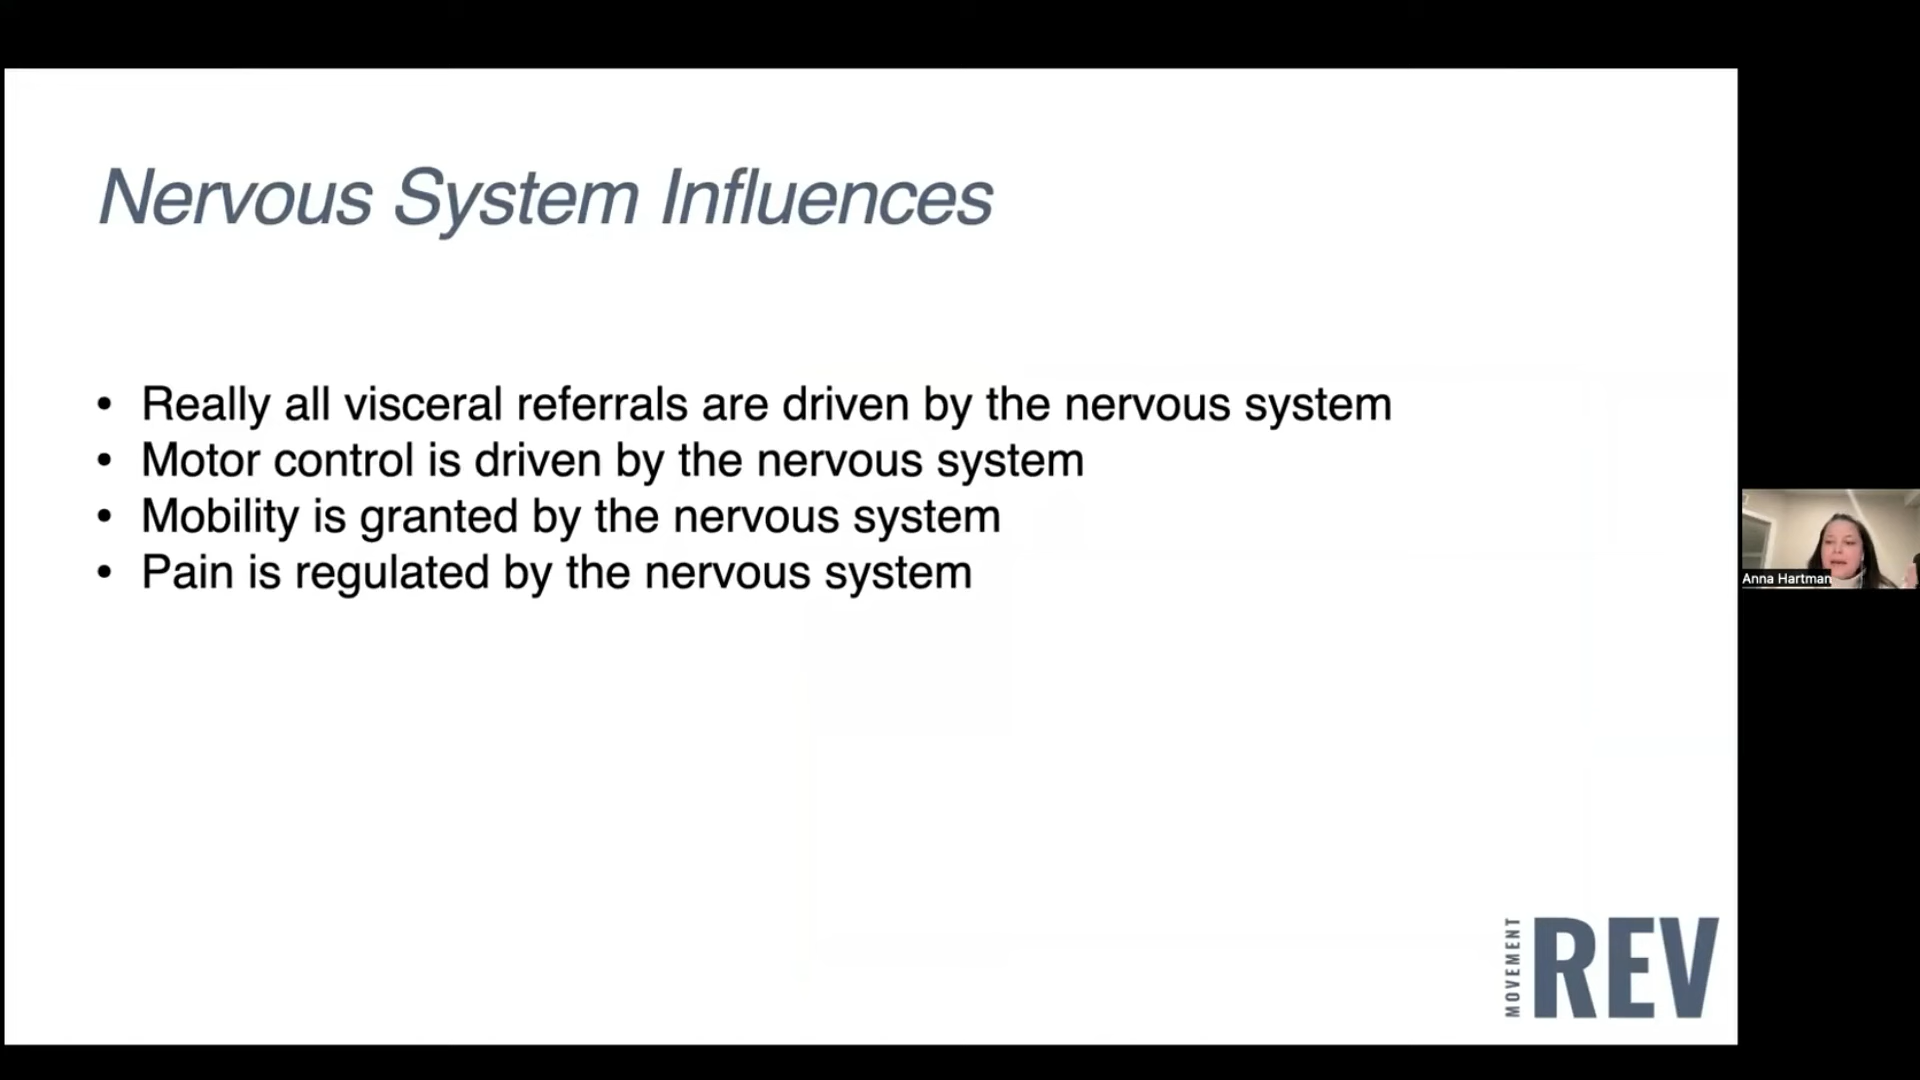 Nervous System Influences
• Really all visceral referrals are driven by the nervous system
• Motor control is driven by the nervous system
• Mobility is granted by the nervous system
• Pain is regulated by the nervous system
Anna Hartman
MOVEMENT REV